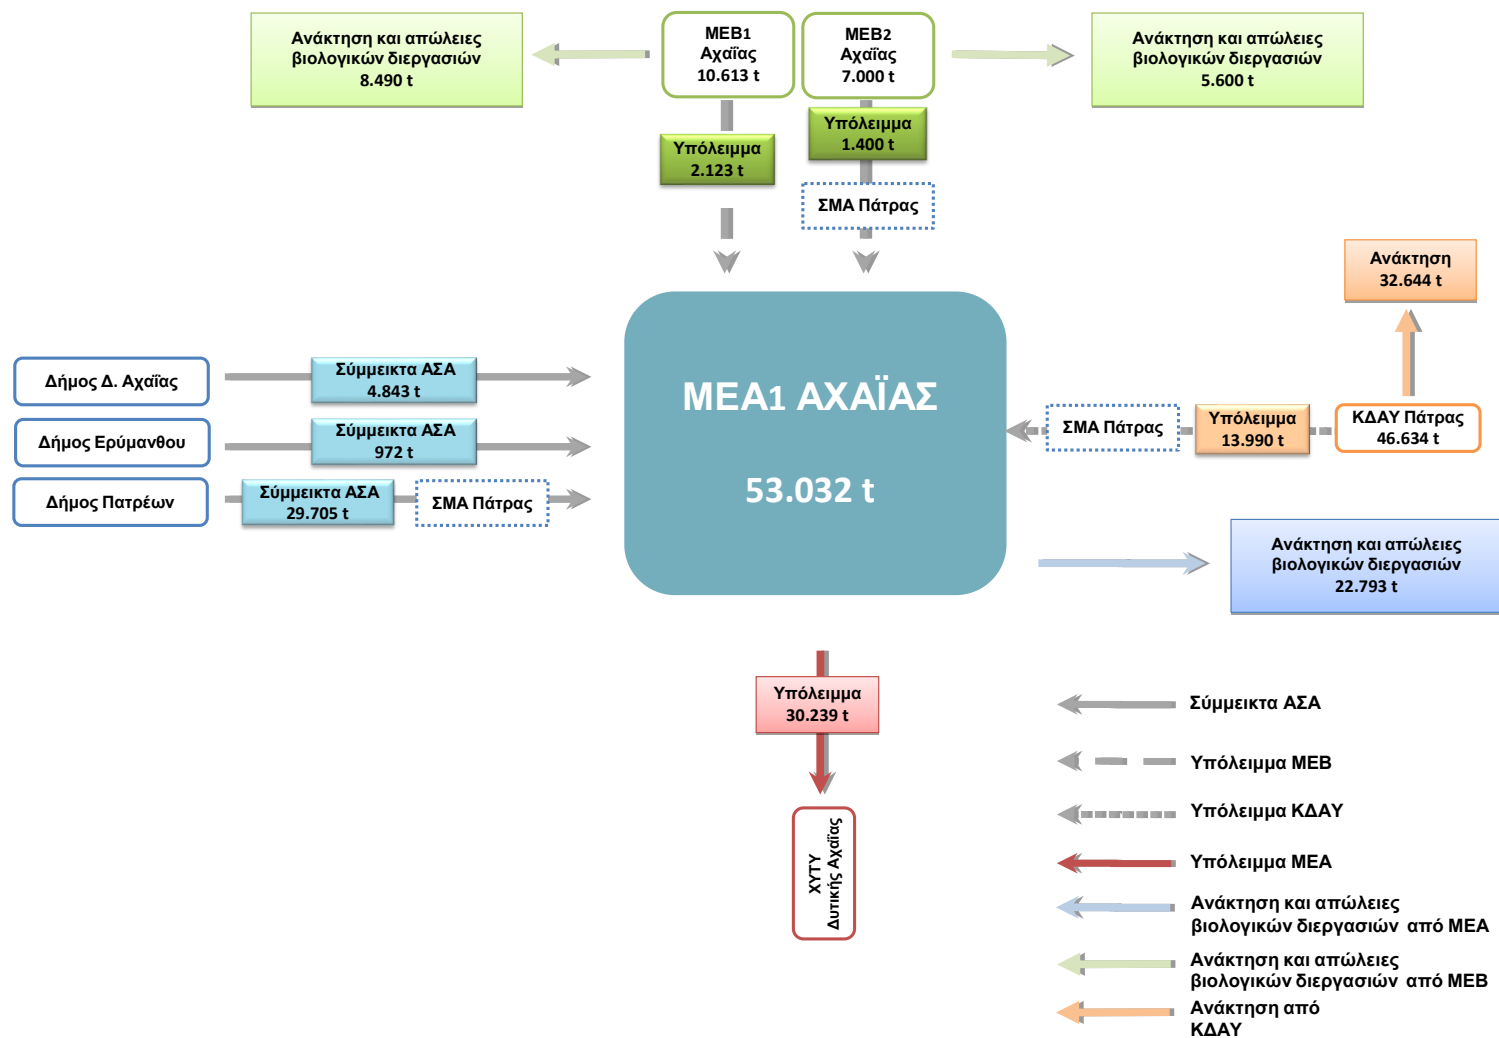 Ανάκτηση και απώλειες
βιολογικών διεργασιών
8.490 t
ΜΕΒ1
Αχαΐας
10.613 t
ΜΕΒ2
Αχαΐας
7.000 t
Ανάκτηση και απώλειες
βιολογικών διεργασιών
5.600 t
Υπόλειμμα
2.123 t
Υπόλειμμα
1.400 t
ΣΜΑ Πάτρας
Ανάκτηση
32.644 t
Δήμος Δ. Αχαΐας
Σύμμεικτα ΑΣΑ
4.843 t
Δήμος Ερύμανθου
Σύμμεικτα ΑΣΑ
972 t
Δήμος Πατρέων
Σύμμεικτα ΑΣΑ
29.705 t
ΣΜΑ Πάτρας
ΜΕΑ1 ΑΧΑΪΑΣ
53.032 t
ΣΜΑ Πάτρας
Υπόλειμμα
13.990 t
ΚΔΑΥ Πάτρας
46.634 t
Ανάκτηση και απώλειες
βιολογικών διεργασιών
22.793 t
Υπόλειμμα
30.239 t
ΧΥΤΥ
Δυτικής Αχαΐας
Σύμμεικτα ΑΣΑ
Υπόλειμμα ΜΕΒ
Υπόλειμμα ΚΔΑΥ
Υπόλειμμα ΜΕΑ
Ανάκτηση και απώλειες
βιολογικών διεργασιών από ΜΕΑ
Ανάκτηση και απώλειες
βιολογικών διεργασιών από ΜΕΒ
Ανάκτηση από
ΚΔΑΥ